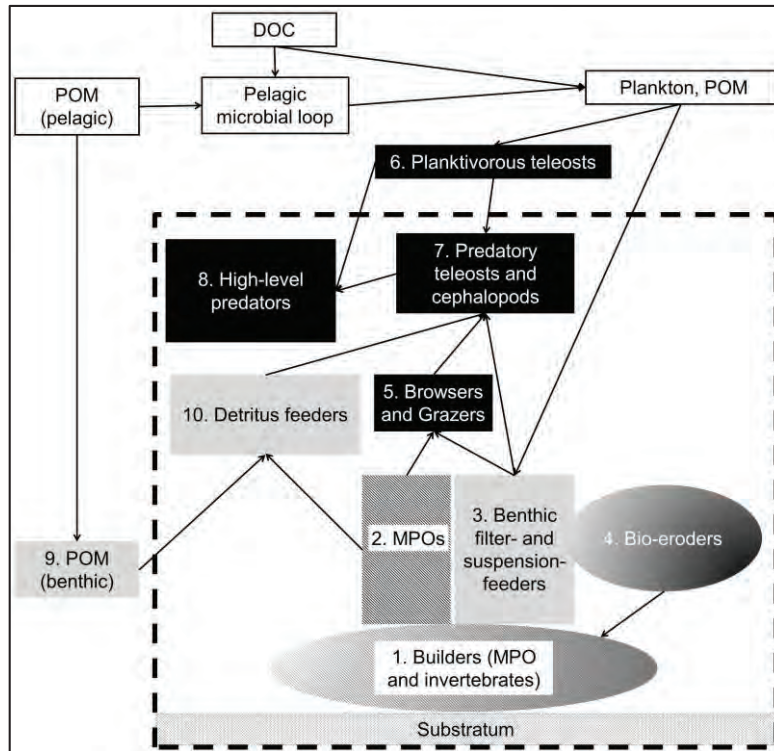 DOC
POM
(pelagic)
Pelagic
microbial loop
Plankton, POM
6. Planktivorous teleosts
7. Predatory
teleosts and
cephalopods
8. High-level
predators
10. Detritus feeders
5. Browsers
and Grazers
2. MPOs
3. Benthic
filter- and
suspension-
feeders
4. Bio-eroders
9. POM
(benthic)
1. Builders (MPO
and invertebrates)
Substratum